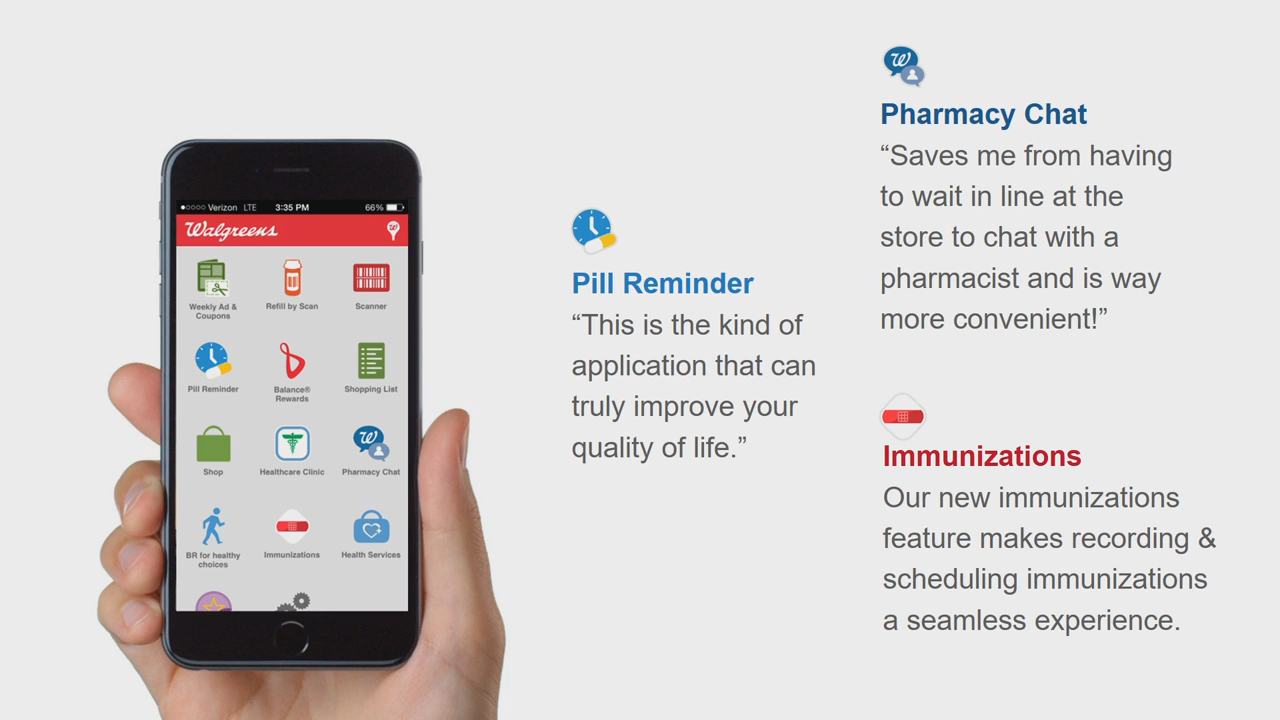 Verizon LTE 3:35 PM 66%
Walgreens
Weekly Ad &
Coupons
Refill by Scan
Scanner
Pill Reminder
Balance®
Rewards
Shopping List
Shop
Healthcare Clinic
Pharmacy Chat
BR for healthy
choices
Immunizations
Health Services
Pill Reminder
“This is the kind of
application that can
truly improve your
quality of life.”
W
Pharmacy Chat
“Saves me from having
to wait in line at the
store to chat with a
pharmacist and is way
more convenient!”
Immunizations
Our new immunizations
feature makes recording &
scheduling immunizations
a seamless experience.